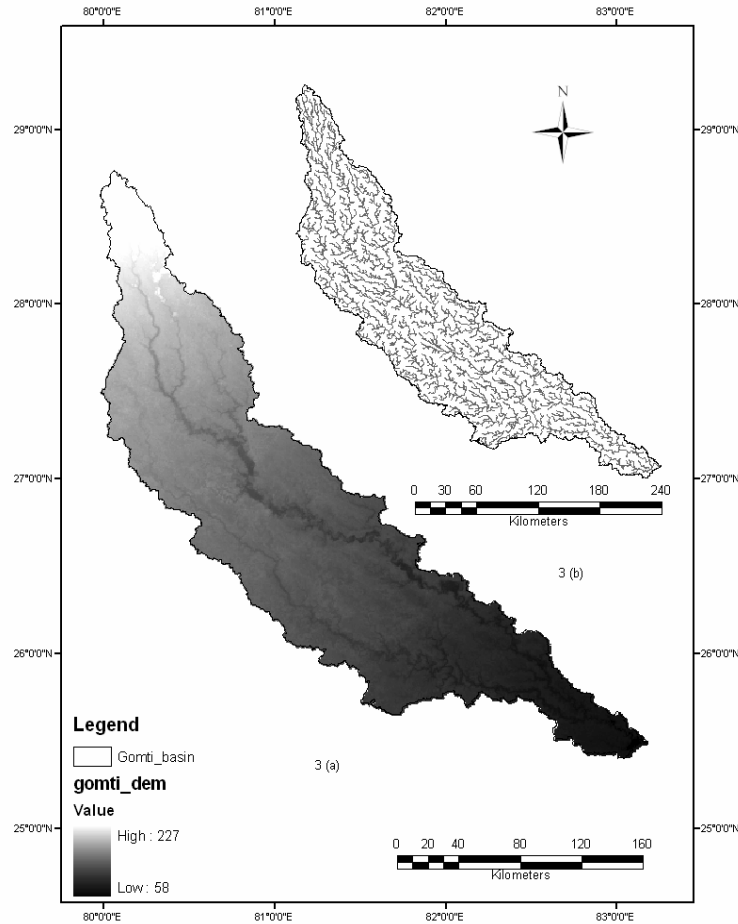 80°0'0"E 81°0'0"E 82°0'0"E 83°0'0"E
N
29°0'0"N 29°0'0"N
28°0'0"N 28°0'0"N
27°0'0"N 27°0'0"N
0 30 60 120 180 240
Kilometers
3 (b)
26°0'0"N 26°0'0"N
Legend
Gomti_basin
3 (a)
gomti_dem
Value
High : 227
Low : 58
25°0'0"N 25°0'0"N
0 20 40 80 120 160
Kilometers
80°0'0"E 81°0'0"E 82°0'0"E 83°0'0"E